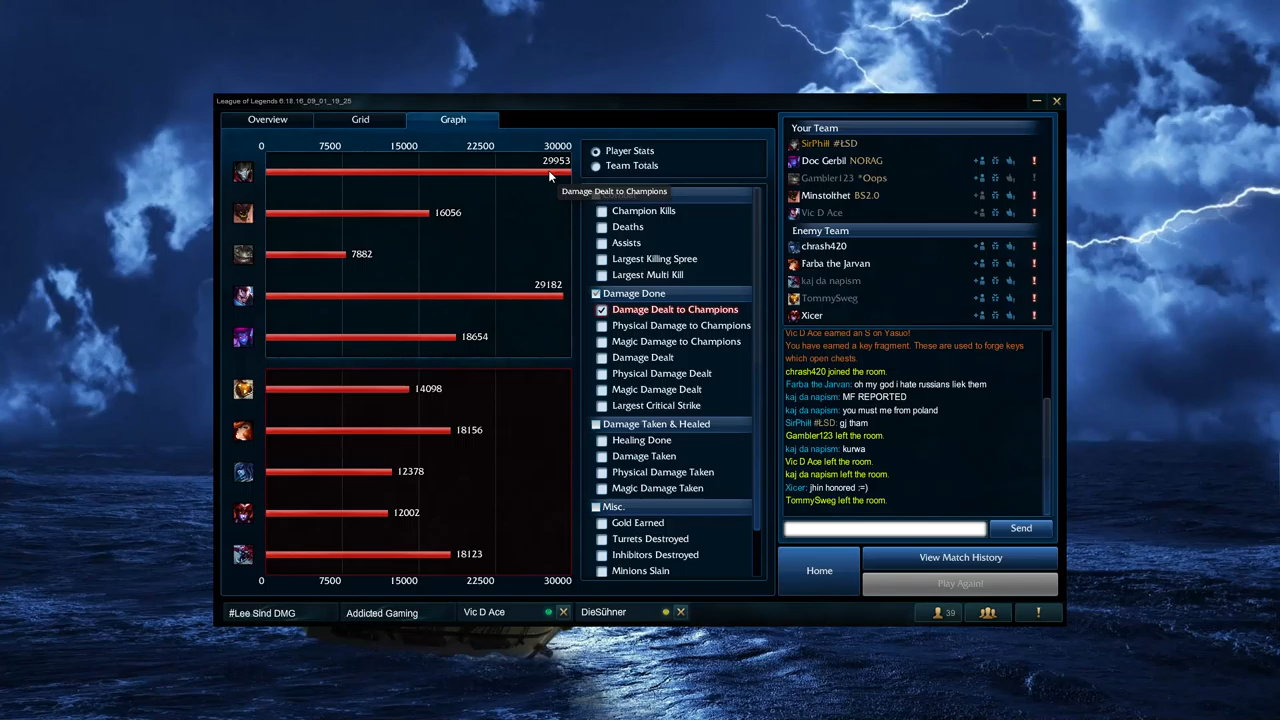 League of Legends 6.18.16_09_01_19_25
Overview
Grid
Graph
0 7500 15000 22500 30000
29953
16056
7882
29182
18654
14098
18156
12378
12002
18123
0 7500 15000 22500 30000
Player Stats
Team Totals
Damage Dealt to Champions
Champion Kills
Deaths
Assists
Largest Killing Spree
Largest Multi Kill
Damage Done
Damage Dealt to Champions
Physical Damage to Champions
Magic Damage to Champions
Damage Dealt
Physical Damage Dealt
Magic Damage Dealt
Largest Critical Strike
Damage Taken & Healed
Healing Done
Damage Taken
Physical Damage Taken
Magic Damage Taken
Misc.
Gold Earned
Turrets Destroyed
Inhibitors Destroyed
Minions Slain
Your Team
SirPhill #ŁSD
Doc Gerbil NORAG
Gambler123 *Oops
Minstolthet BS2.0
Vic D Ace
Enemy Team
chrash420
Farba the Jarvan
kaj da napism
TommySweg
Xicer
Vic D Ace earned an S on Yasuo!
You have earned a key fragment. These are used to forge keys
which open chests.
chrash420 joined the room.
Farba the Jarvan: oh my god i hate russians liek them
kaj da napism: MF REPORTED
kaj da napism: you must me from poland
SirPhill #ŁSD: gj tham
Gambler123 left the room.
kaj da napism: kurwa
Vic D Ace left the room.
kaj da napism left the room.
Xicer: jhin honored :=)
TommySweg left the room.
Send
Home
View Match History
Play Again!
#Lee Sind DMG
Addicted Gaming
Vic D Ace
DieSühner
39